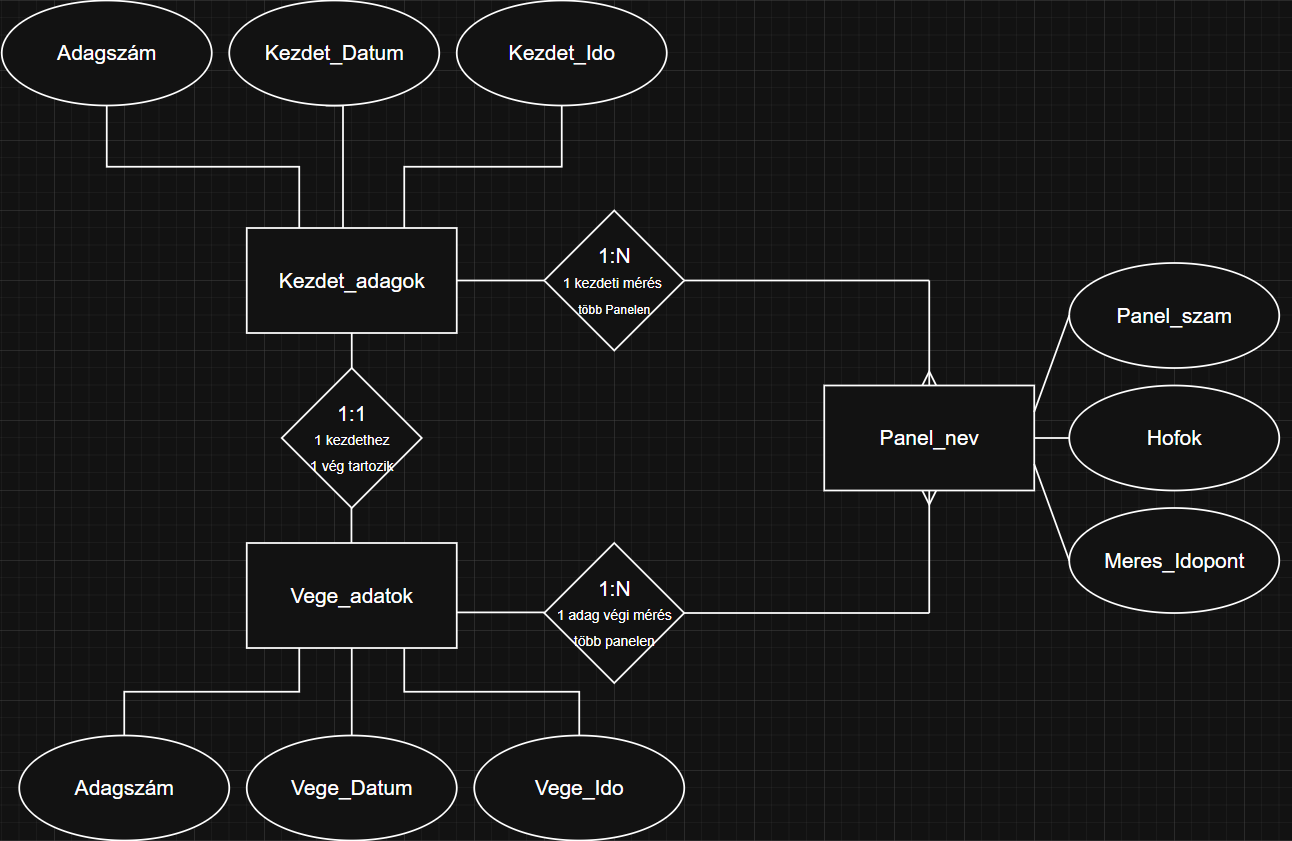 Adagszám
Kezdet_Datum
Kezdet_Ido
Kezdet_adagok
1:N
1 kezdeti mérés
több Panelen
Panel_szam
1:1
1 kezdethez
1 vég tartozik
Panel_nev
Hofok
Meres_Idopont
Vege_adatok
1:N
1 adag végi mérés
több panelen
Adagszám
Vege_Datum
Vege_Ido